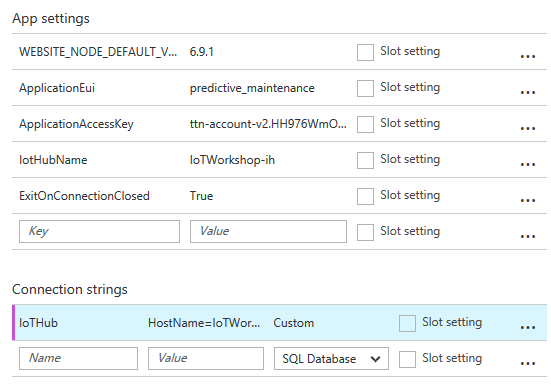 App settings
WEBSITE_NODE_DEFAULT_V... 6.9.1 Slot setting ...
ApplicationEui predictive_maintenance Slot setting ...
ApplicationAccessKey ttn-account-v2.HH976WmO... Slot setting ...
IotHubName IoTWorkshop-ih Slot setting ...
ExitOnConnectionClosed True Slot setting ...
Key Value Slot setting ...
Connection strings
IoTHub HostName=IoTWor... Custom Slot setting ...
Name Value SQL Database Slot setting ...